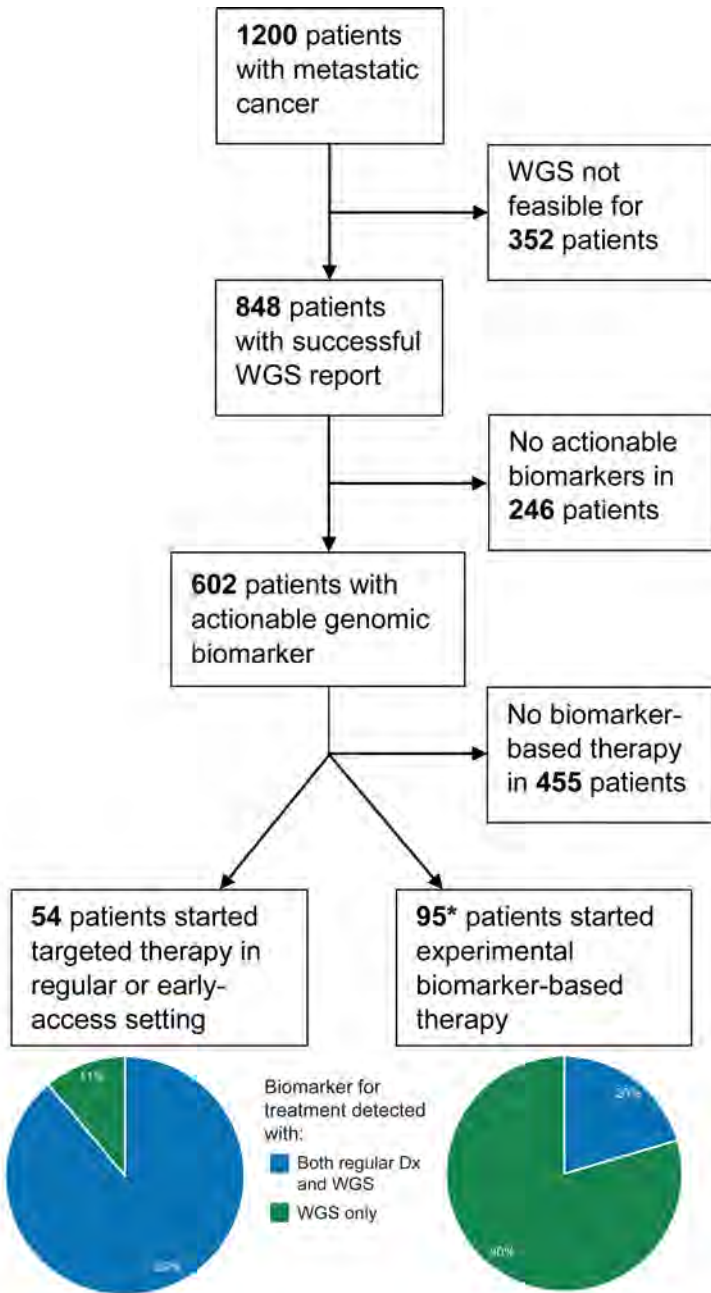 1200 patients
with metastatic
cancer
WGS not
feasible for
352 patients
848 patients
with successful
WGS report
No actionable
biomarkers in
246 patients
602 patients with
actionable genomic
biomarker
No biomarker-
based therapy
in 455 patients
54 patients started
targeted therapy in
regular or early-
access setting
95* patients started
experimental
biomarker-based
therapy
11%
Biomarker for
treatment detected
with:
Both regular Dx
and WGS
WGS only
20%
80%